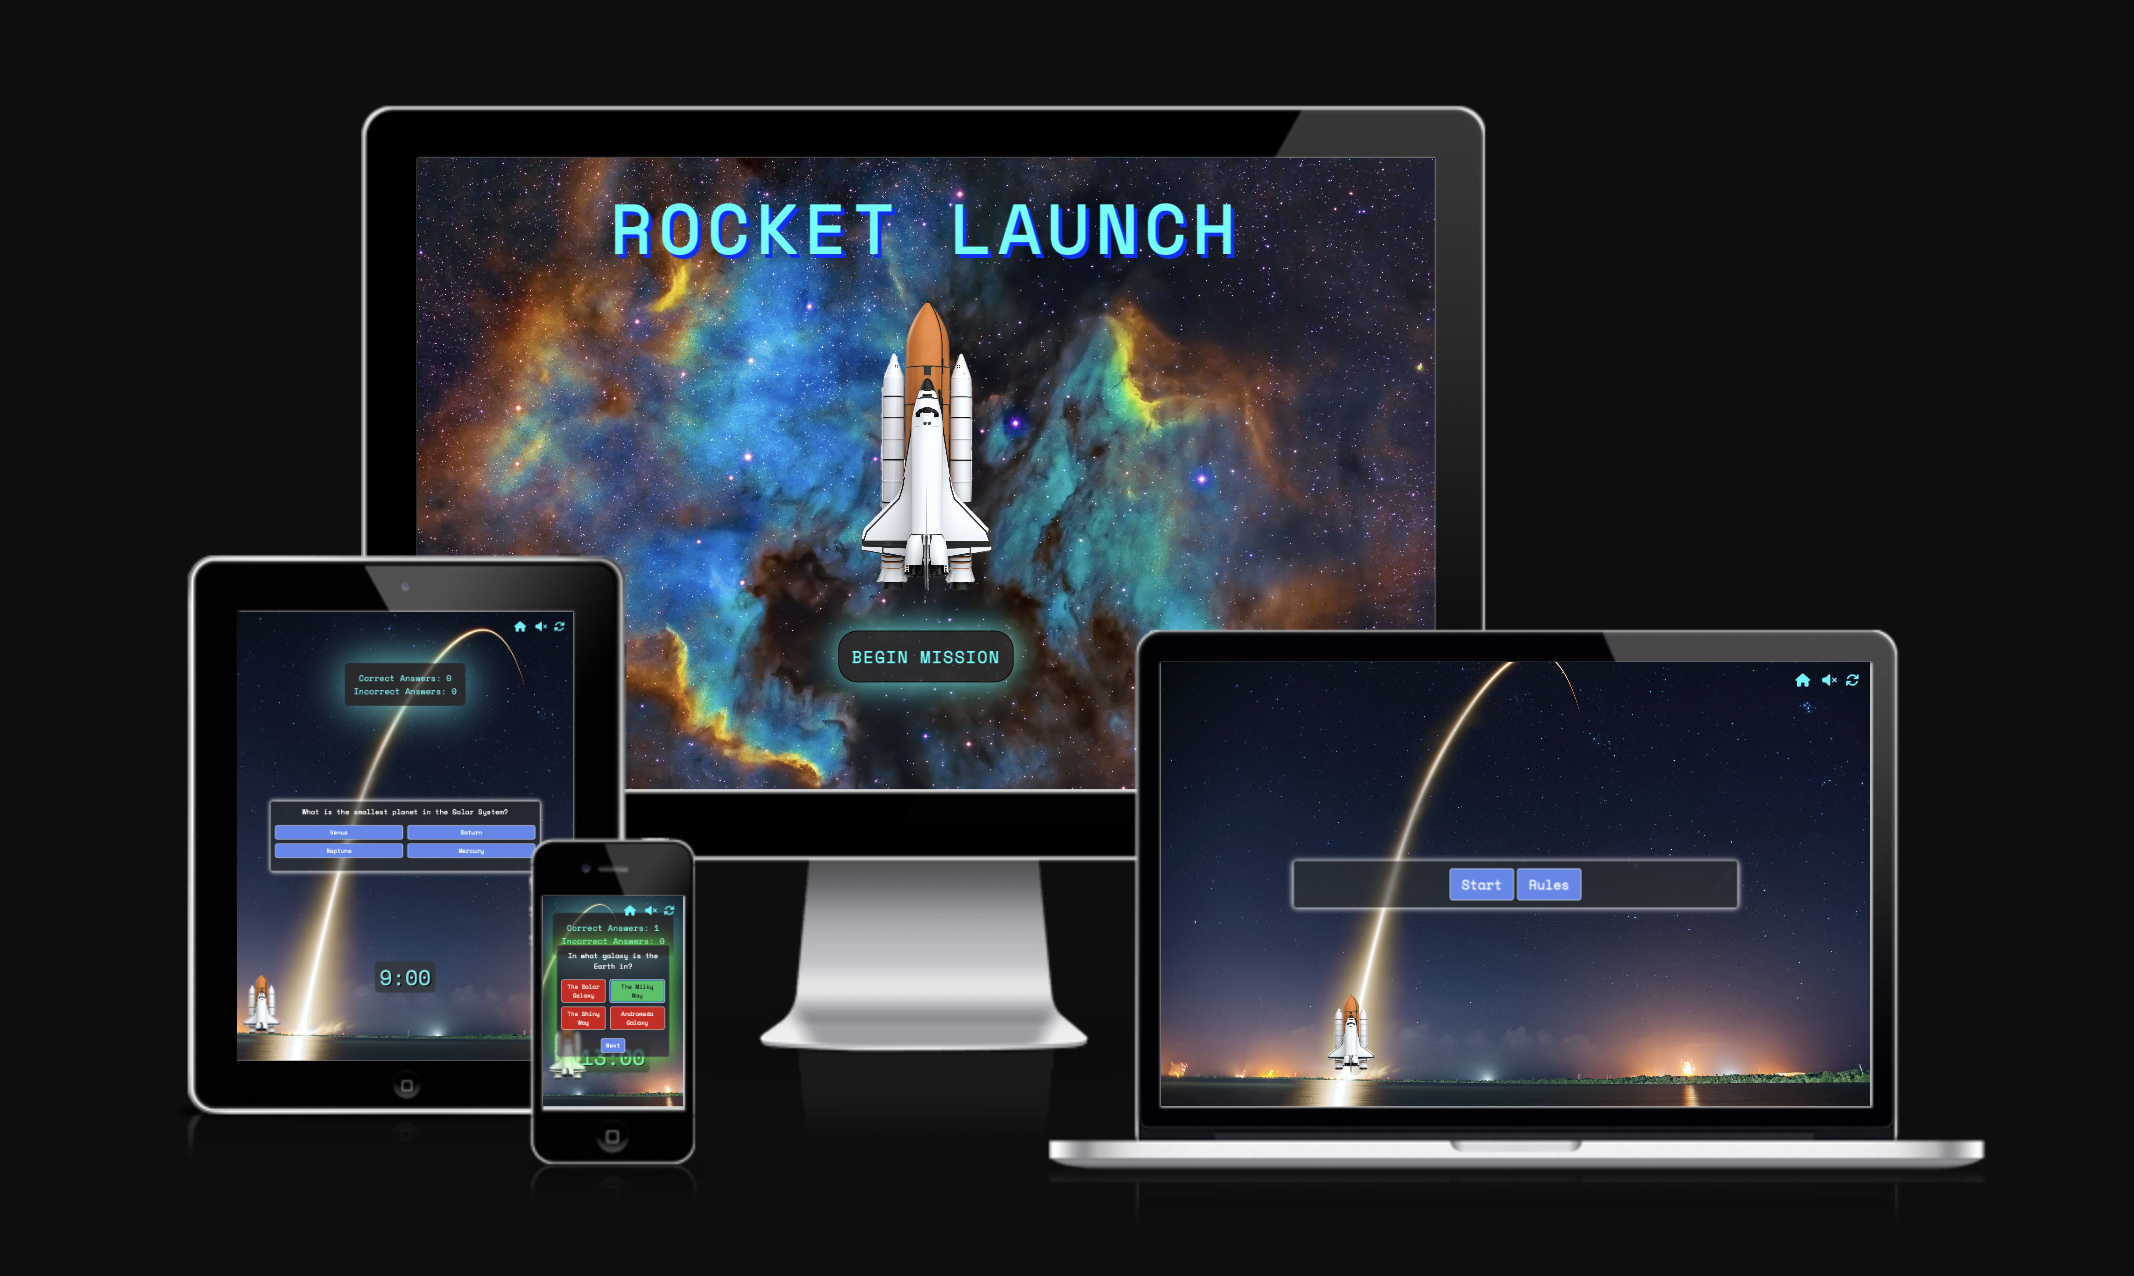 ROCKET LAUNCH
BEGIN MISSION
Correct Answers: 0
Incorrect Answers: 0
What is the smallest planet in the Solar System?
Venus
Saturn
Neptune
Mercury
9:00
Correct Answers: 1
Incorrect Answers: 0
In what galaxy is the
Earth in?
The Solar
Galaxy
The Milky
Way
The Shiny
Way
Andromeda
Galaxy
Next
13:00
Start
Rules